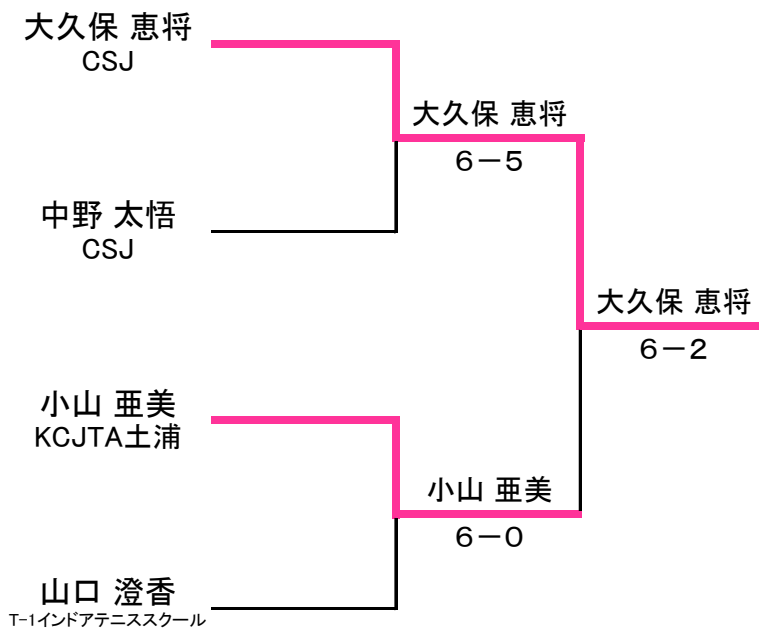 大久保 恵将
CSJ
大久保 恵将
6－5
中野 太悟
CSJ
大久保 恵将
6－2
小山 亜美
KCJTA土浦
小山 亜美
6－0
山口 澄香
T-1インドアテニススクール